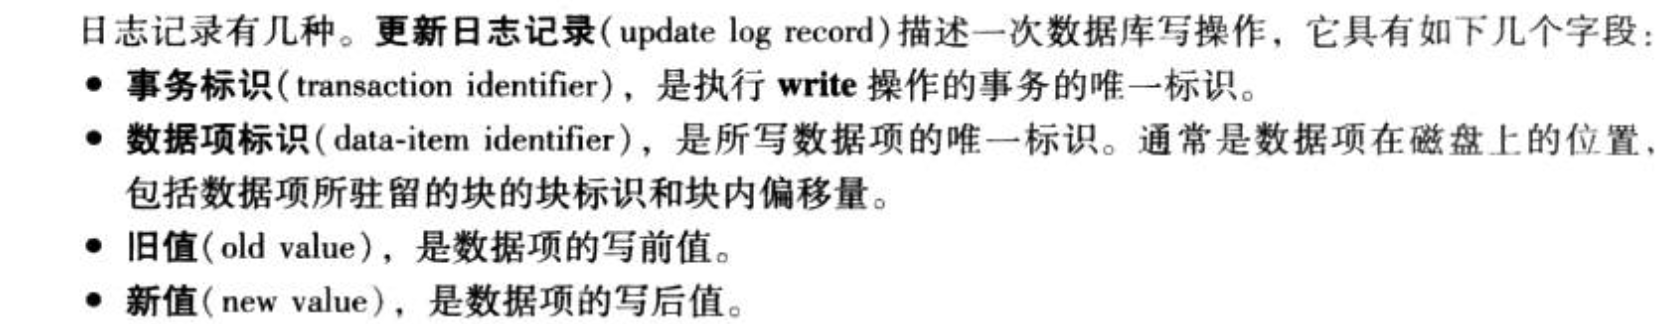 日志记录有几种。更新日志记录(update log record)描述一次数据库写操作，它具有如下几个字段：
• 事务标识(transaction identifier)，是执行 write 操作的事务的唯一标识。
• 数据项标识(data-item identifier)，是所写数据项的唯一标识。通常是数据项在磁盘上的位置，
包括数据项所驻留的块的块标识和块内偏移量。
• 旧值(old value)，是数据项的写前值。
• 新值(new value)，是数据项的写后值。